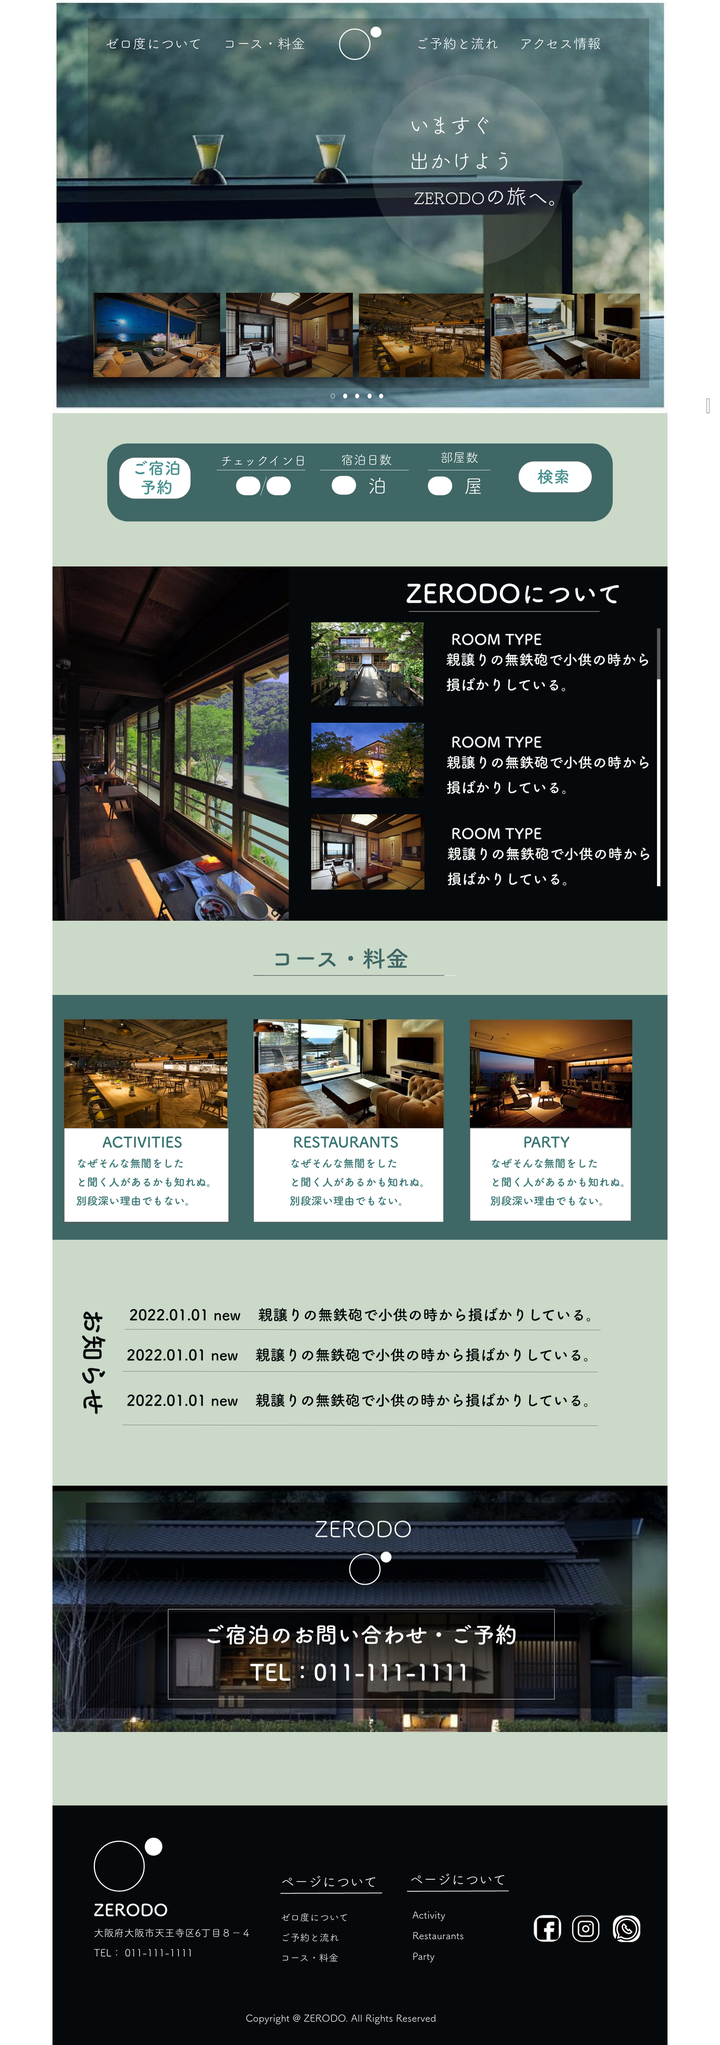 ゼロ度について
コース・料金
ご予約と流れ
アクセス情報
いますぐ
出かけよう
ZERODOの旅へ。
ご宿泊
予約
チェックイン日
/
宿泊日数
泊
部屋数
屋
検索
ZERODOについて
ROOM TYPE
親譲りの無鉄砲で小供の時から
損ばかりしている。
ROOM TYPE
親譲りの無鉄砲で小供の時から
損ばかりしている。
ROOM TYPE
親譲りの無鉄砲で小供の時から
損ばかりしている。
コース・料金
ACTIVITIES
なぜそんな無闇をした
と聞く人があるかも知れぬ。
別段深い理由でもない。
RESTAURANTS
なぜそんな無闇をした
と聞く人があるかも知れぬ。
別段深い理由でもない。
PARTY
なぜそんな無闇をした
と聞く人があるかも知れぬ。
別段深い理由でもない。
お知らせ
2022.01.01 new 親譲りの無鉄砲で小供の時から損ばかりしている。
2022.01.01 new 親譲りの無鉄砲で小供の時から損ばかりしている。
2022.01.01 new 親譲りの無鉄砲で小供の時から損ばかりしている。
ZERODO
ご宿泊のお問い合わせ・ご予約
TEL：011-111-1111
ZERODO
大阪府大阪市天王寺区6丁目８－４
TEL： 011-111-1111
ページについて
ゼロ度について
ご予約と流れ
コース・料金
ページについて
Activity
Restaurants
Party
Copyright @ ZERODO. All Rights Reserved